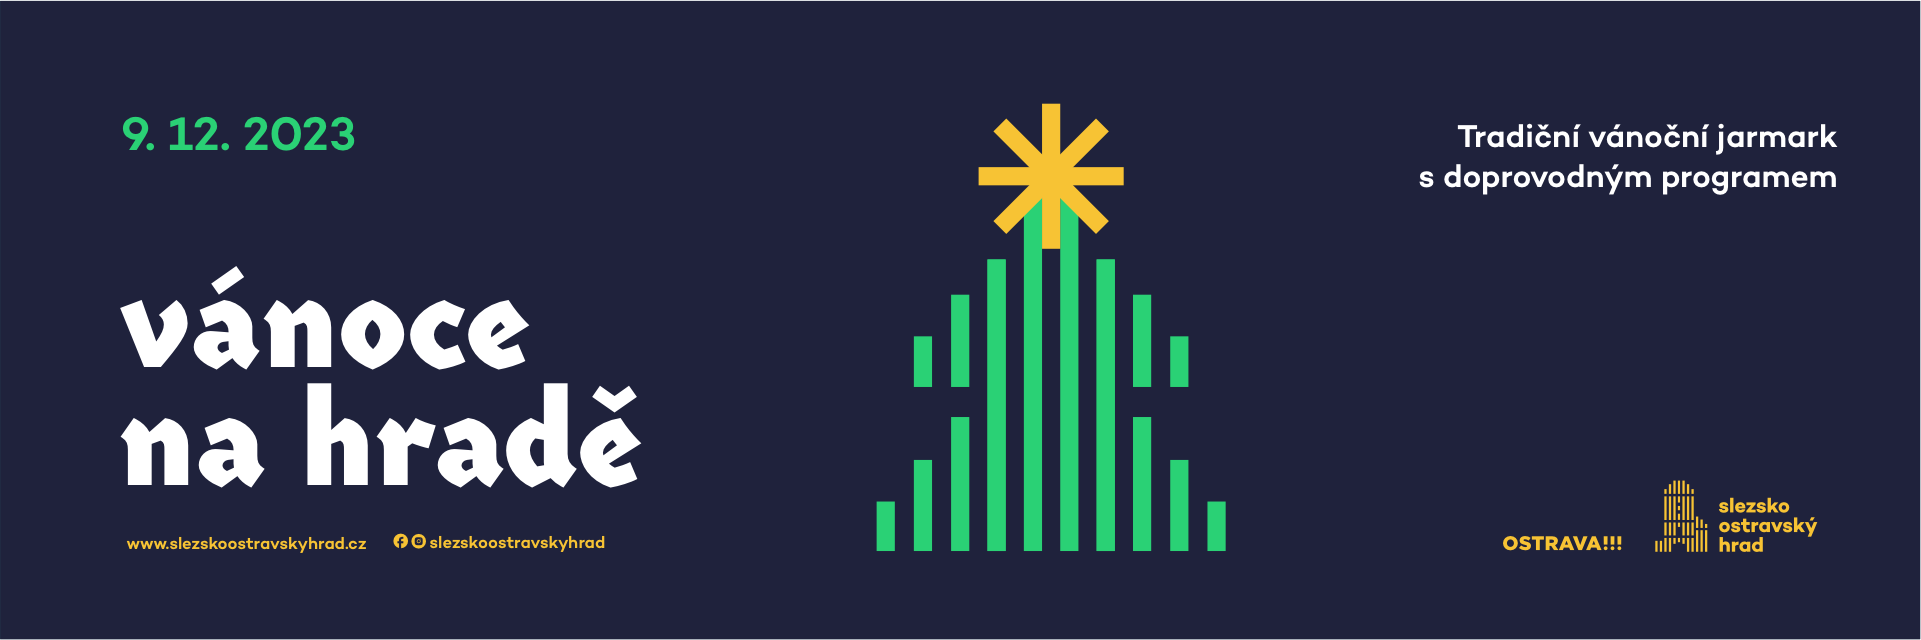 9. 12. 2023
Tradiční vánoční jarmark
s doprovodným programem
vánoce
na hradě
www.slezskoostravskyhrad.cz
slezskoostravskyhrad
OSTRAVA!!!
slezsko
ostravský
hrad